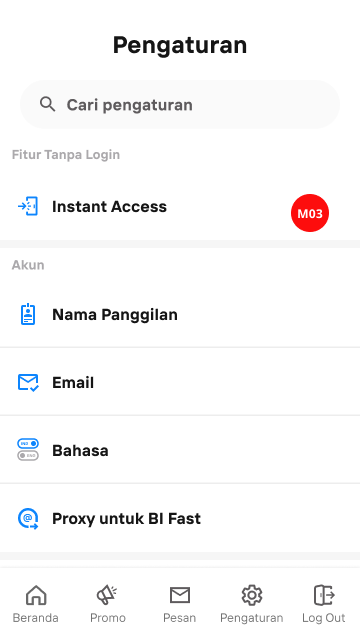 Pengaturan
Cari pengaturan
Fitur Tanpa Login
Instant Access
M03
Akun
Nama Panggilan
Email
Bahasa
Proxy untuk BI Fast
Beranda
Promo
Pesan
Pengaturan
Log Out